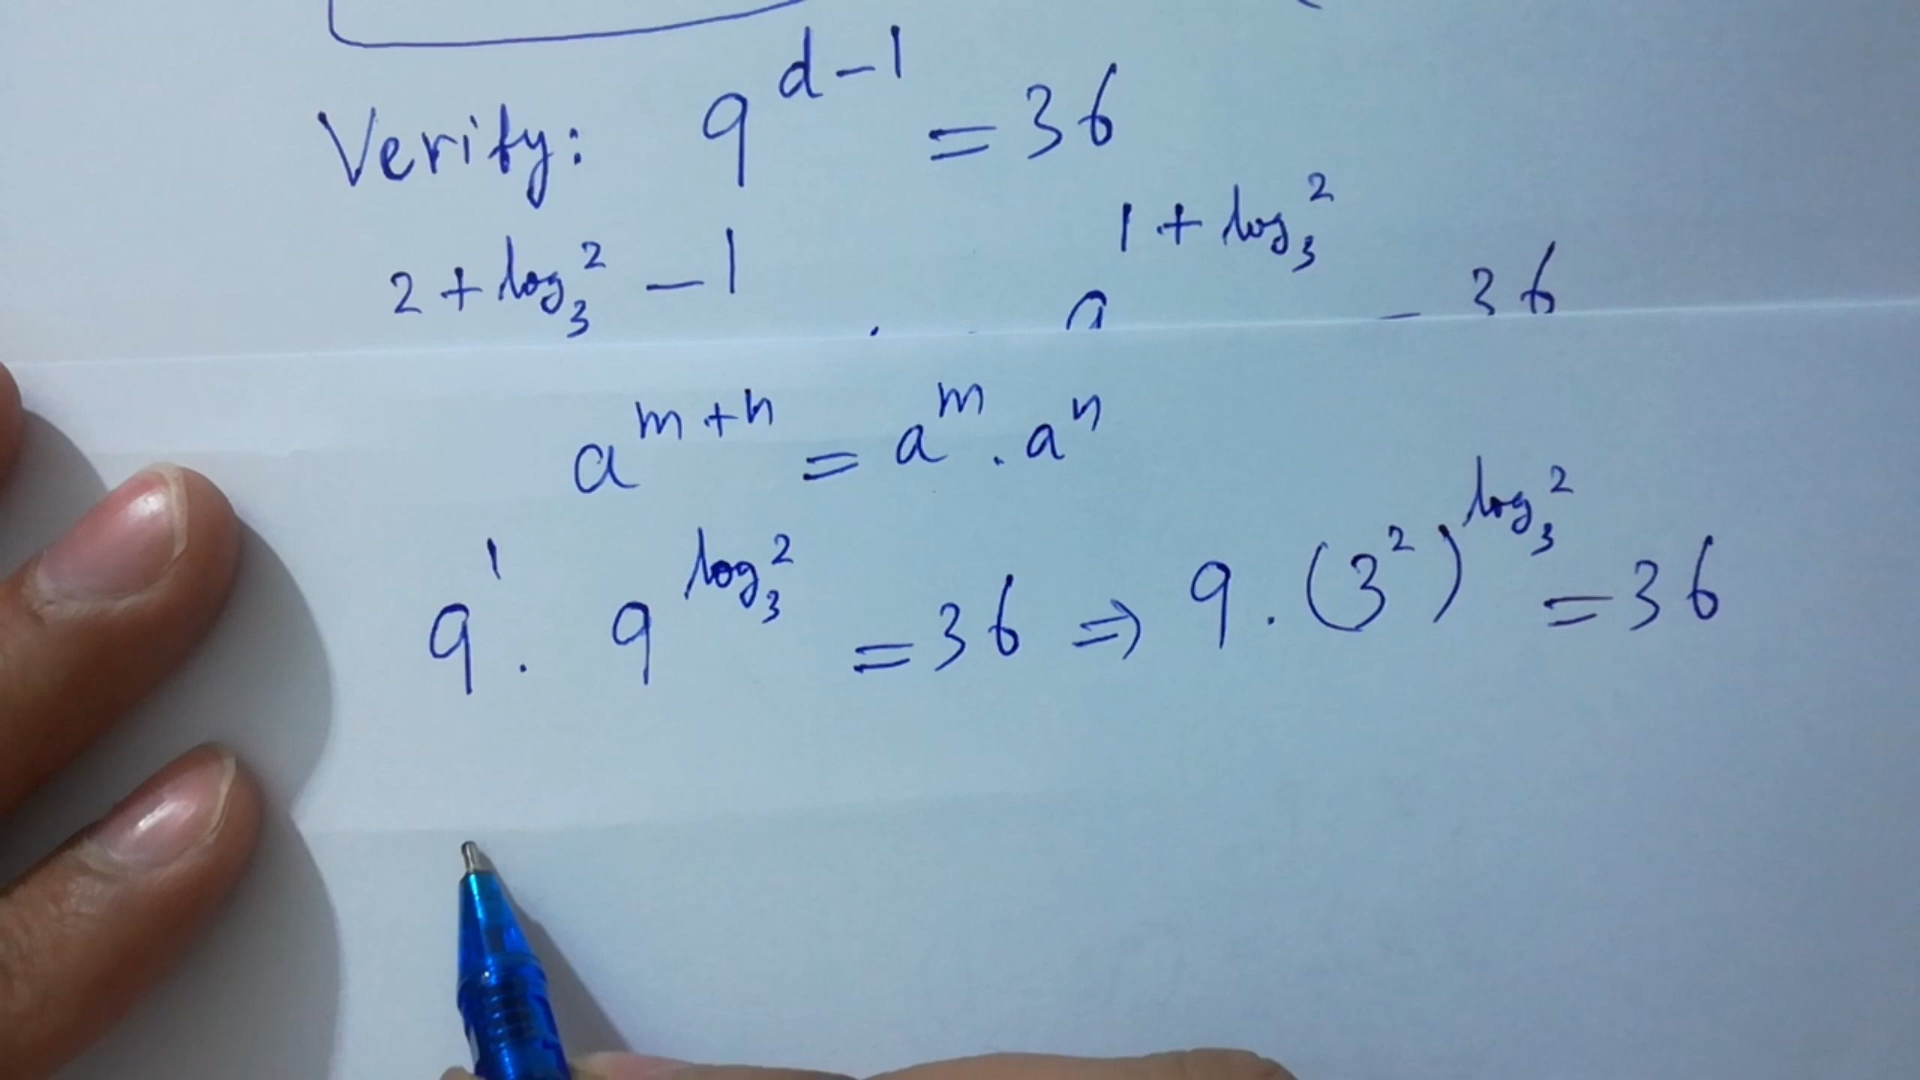 Verify: 9^{d-1} = 36
2 + log_3^2 - 1   1 + log_3^2
= 36
a^{m+n} = a^m . a^n
9^1 . 9^{log_3^2} = 36 ⇒ 9 . (3^2)^{log_3^2} = 36